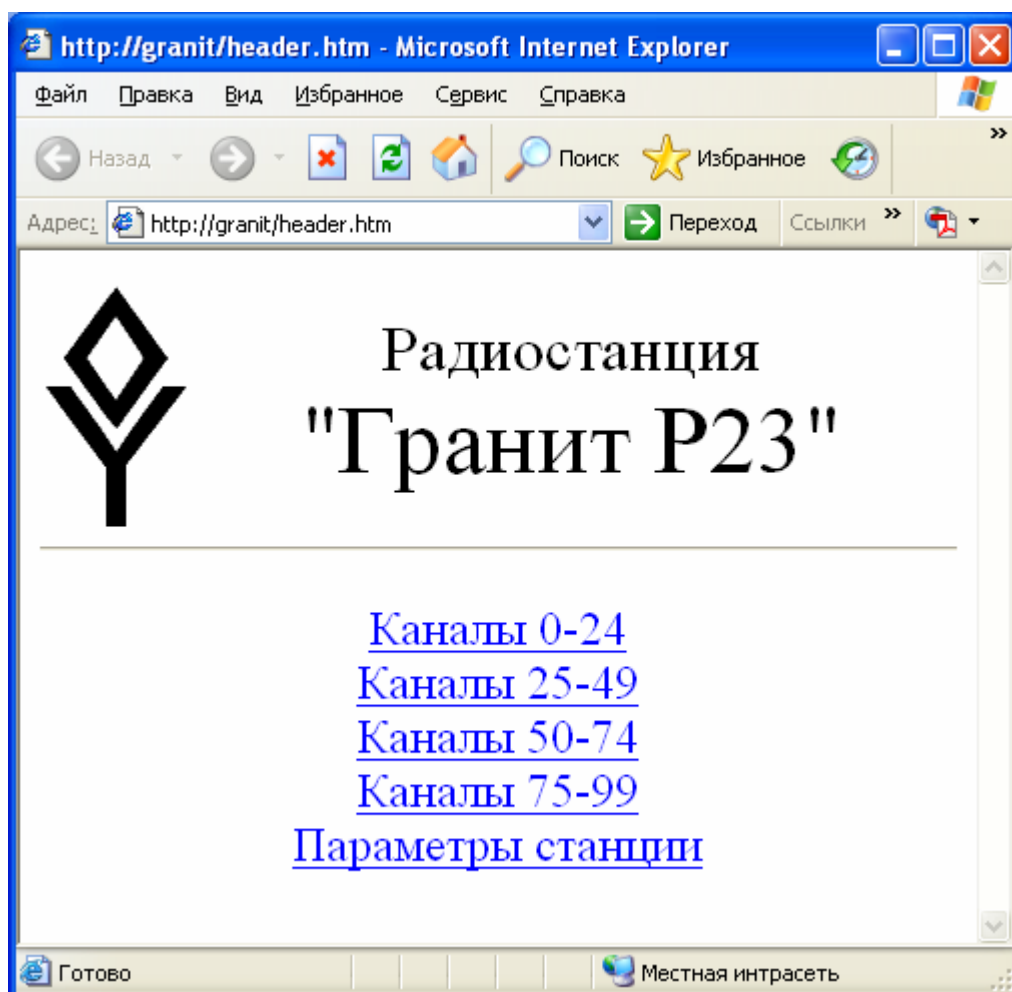 http://granit/header.htm - Microsoft Internet Explorer
Файл Правка Вид Избранное Сервис Справка
Назад Поиск Избранное »
Адрес: http://granit/header.htm Переход Ссылки »
Радиостанция
"Гранит Р23"
Каналы 0-24
Каналы 25-49
Каналы 50-74
Каналы 75-99
Параметры станции
Готово Местная интрасеть